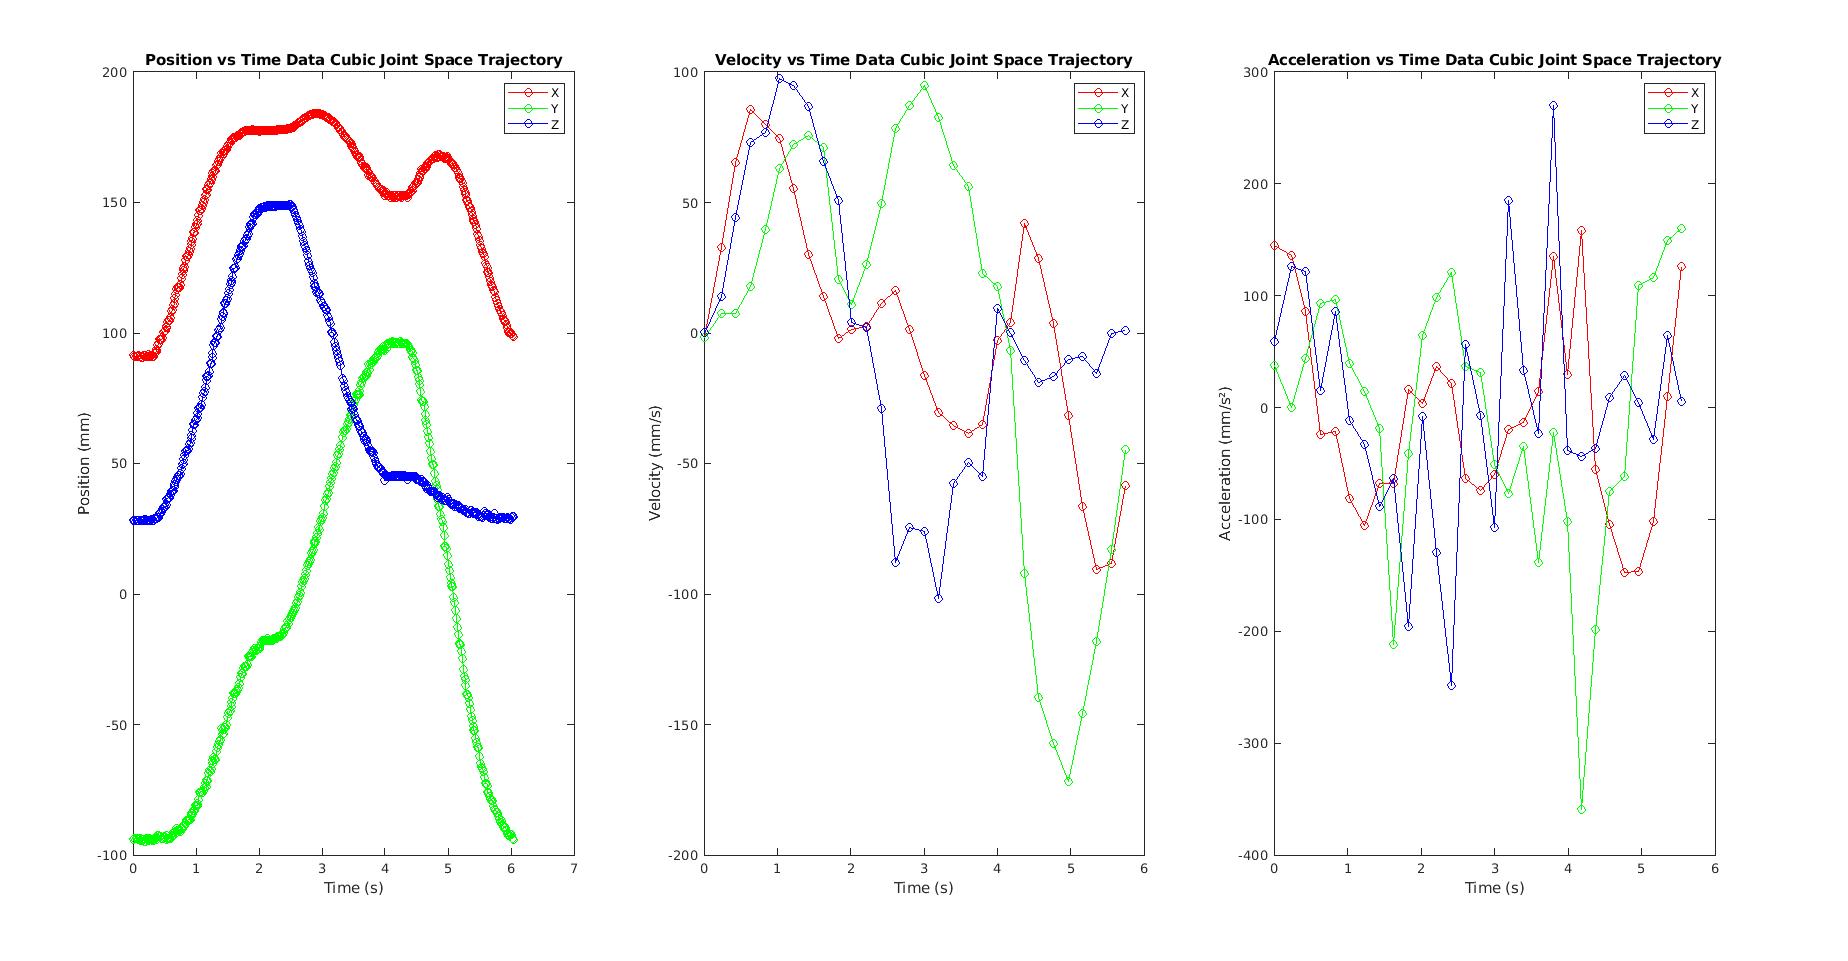 Position vs Time Data Cubic Joint Space Trajectory
200
150
100
50
0
-50
-100
0 1 2 3 4 5 6 7
Position (mm)
Time (s)
X
Y
Z
Velocity vs Time Data Cubic Joint Space Trajectory
100
50
0
-50
-100
-150
-200
0 1 2 3 4 5 6
Velocity (mm/s)
Time (s)
X
Y
Z
Acceleration vs Time Data Cubic Joint Space Trajectory
300
200
100
0
-100
-200
-300
-400
0 1 2 3 4 5 6
Acceleration (mm/s²)
Time (s)
X
Y
Z